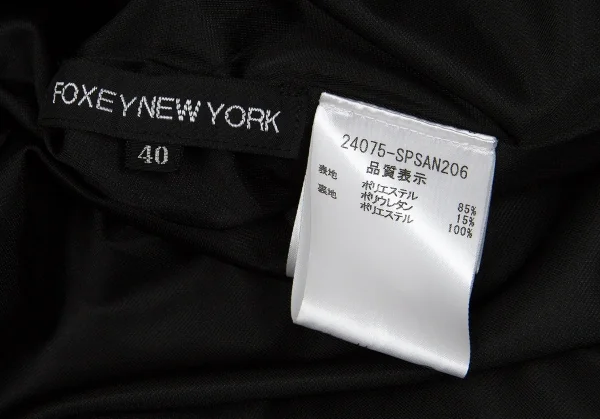 FOXEY NEW YORK
40
24075-SPSAN206
品質表示
表地 ポリエステル 85%
ポリウレタン 15%
裏地 ポリエステル 100%